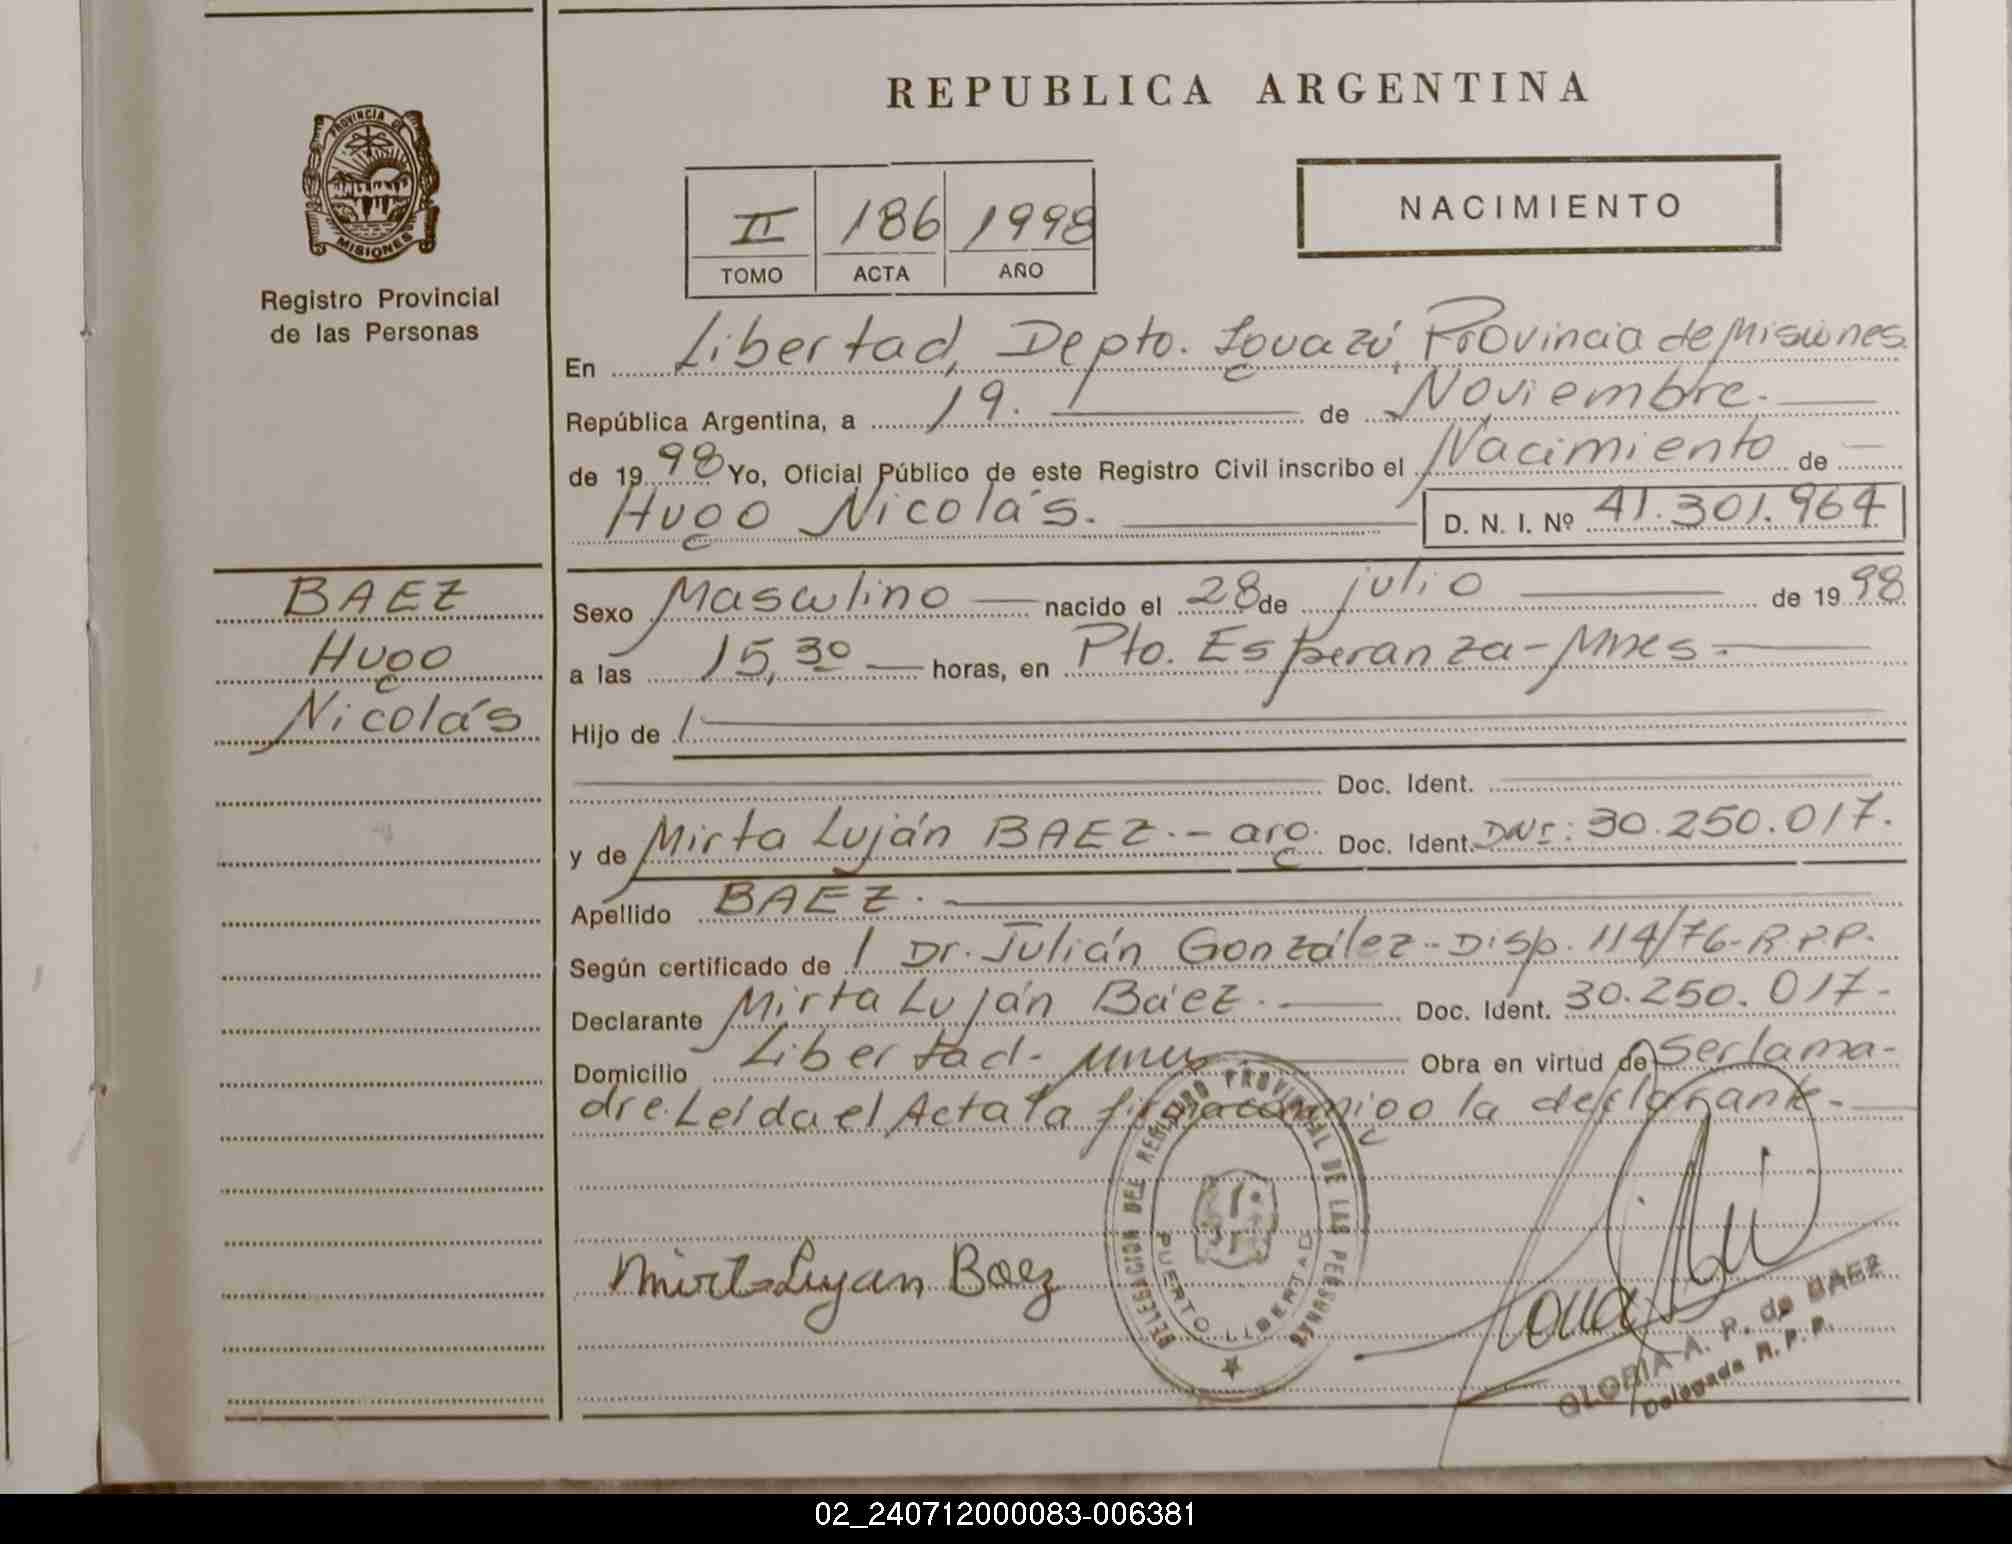 REPUBLICA ARGENTINA
PROVINCIA DE
MISIONES
Registro Provincial
de las Personas
II 186 1998
TOMO ACTA AÑO
NACIMIENTO
En Libertad, Depto. Iguazú, Provincia de Misiones.
República Argentina, a 19. de Noviembre.
de 1998 Yo, Oficial Público de este Registro Civil inscribo el Nacimiento de
Hugo Nicolás. D. N. I. Nº 41.301.964
BAEZ
Hugo
Nicolás
Sexo Masculino nacido el 28 de julio de 1998
a las 15,30 horas, en Pto. Esperanza-Mnes.
Hijo de
Doc. Ident.
y de Mirta Luján BAEZ.- arg. Doc. Ident. DNI: 30.250.017.
Apellido BAEZ.
Según certificado de Dr. Julián González-Disp. 114/76-R.P.P.
Declarante Mirta Luján Báez. Doc. Ident. 30.250.017.-
Domicilio Libertad- Obra en virtud de Ser la ma-
dre. Leída el Acta la firma conmigo la declarante.-
Mirta Lujan Baez
DELEGACION DEL REGISTRO PROVINCIAL DE LAS PERSONAS
PUERTO LIBERTAD
GLORIA A. P. de BAEZ
Delegada R. P. P.
02_240712000083-006381